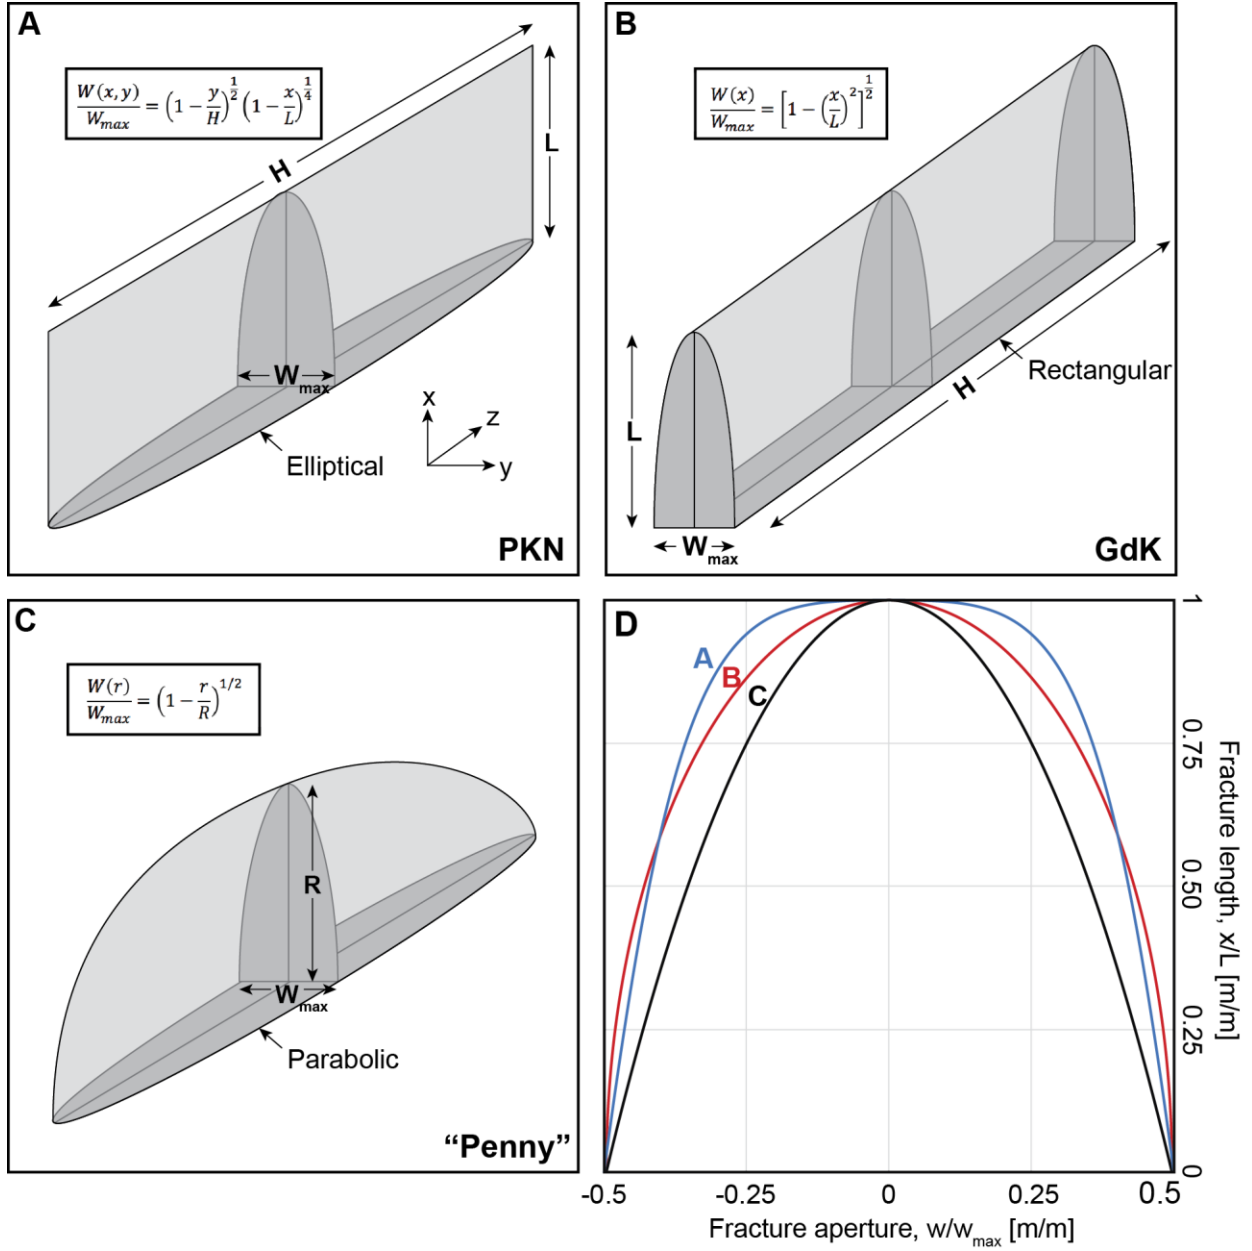 A
W(x, y)/W_max = (1 − y/H)^(1/2) (1 − x/L)^(1/4)
H
L
W_max
x
z
y
Elliptical
PKN
B
W(x)/W_max = [1 − (x/L)^2]^(1/2)
L
H
Rectangular
W_max
GdK
C
W(r)/W_max = (1 − r/R)^(1/2)
R
W_max
Parabolic
“Penny”
D
A
B
C
1
0.75
0.50
0.25
0
Fracture length, x/L [m/m]
-0.5
-0.25
0
0.25
0.5
Fracture aperture, w/w_max [m/m]